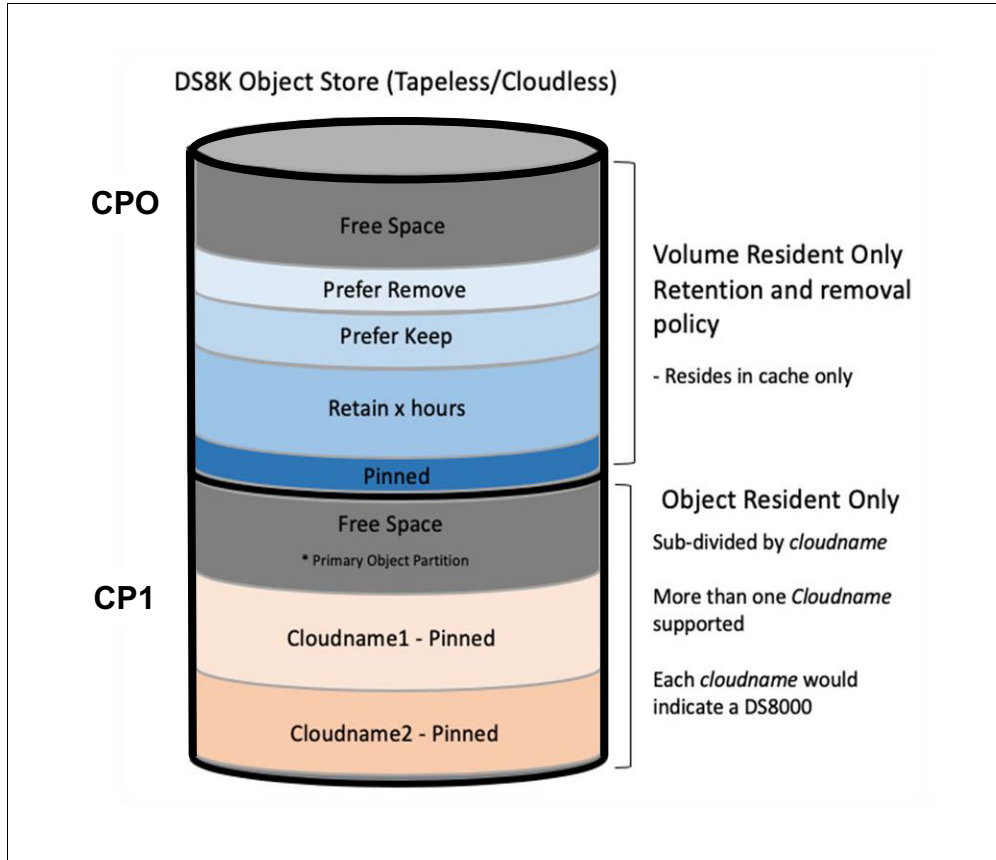 DS8K Object Store (Tapeless/Cloudless)
CPO
Free Space
Prefer Remove
Prefer Keep
Retain x hours
Pinned
Volume Resident Only
Retention and removal
policy
- Resides in cache only
CP1
Free Space
* Primary Object Partition
Cloudname1 - Pinned
Cloudname2 - Pinned
Object Resident Only
Sub-divided by cloudname
More than one Cloudname
supported
Each cloudname would
indicate a DS8000